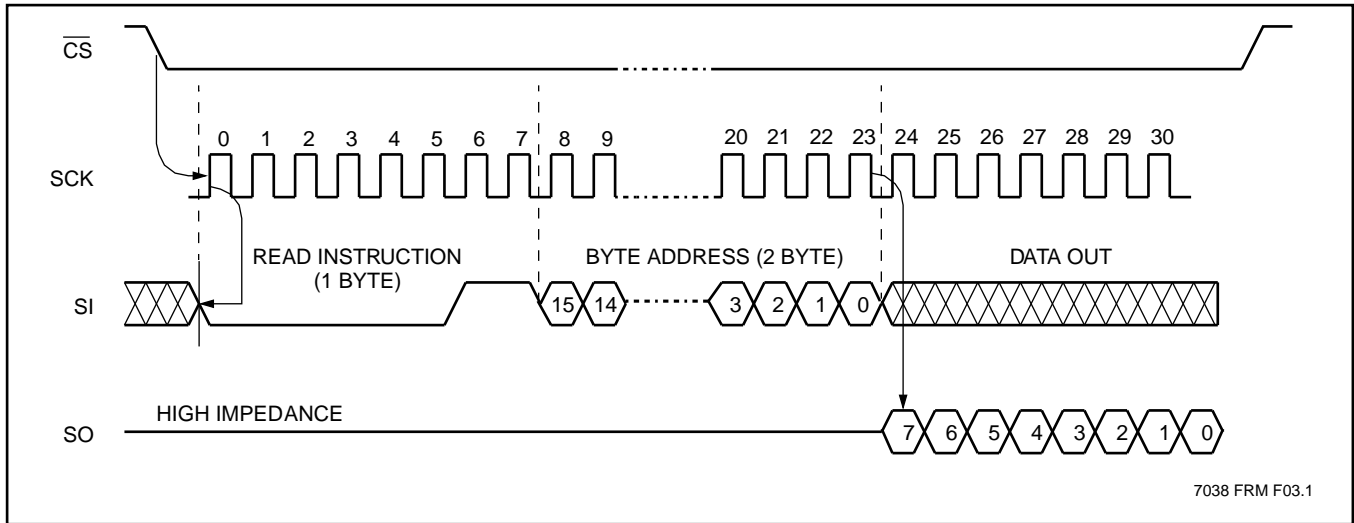 CS
0 1 2 3 4 5 6 7 8 9 20 21 22 23 24 25 26 27 28 29 30
SCK
READ INSTRUCTION
(1 BYTE)
BYTE ADDRESS (2 BYTE)
DATA OUT
SI
15 14 3 2 1 0
HIGH IMPEDANCE
SO
7 6 5 4 3 2 1 0
7038 FRM F03.1